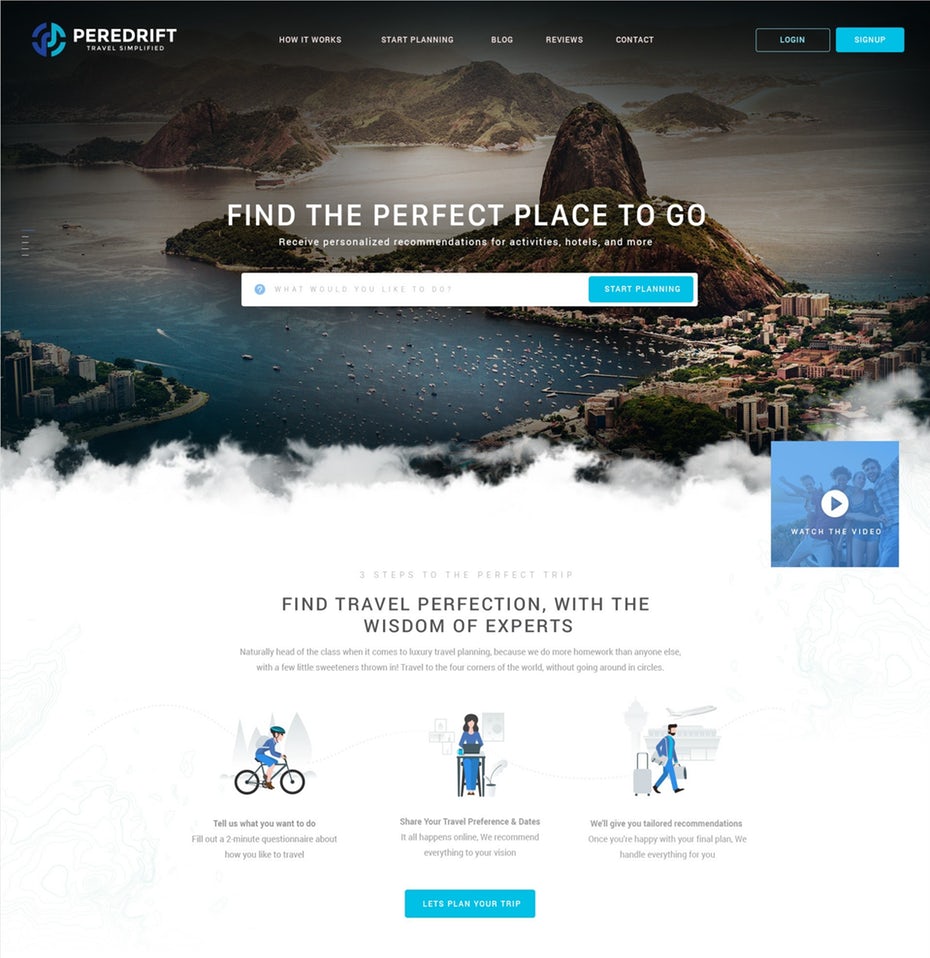 PEREDRIFT
TRAVEL SIMPLIFIED
HOW IT WORKS
START PLANNING
BLOG
REVIEWS
CONTACT
LOGIN
SIGNUP
FIND THE PERFECT PLACE TO GO
Receive personalized recommendations for activities, hotels, and more
? WHAT WOULD YOU LIKE TO DO?
START PLANNING
WATCH THE VIDEO
3 STEPS TO THE PERFECT TRIP
FIND TRAVEL PERFECTION, WITH THE
WISDOM OF EXPERTS
Naturally head of the class when it comes to luxury travel planning, because we do more homework than anyone else,
with a few little sweeteners thrown in! Travel to the four corners of the world, without going around in circles.
Tell us what you want to do
Fill out a 2-minute questionnaire about
how you like to travel
Share Your Travel Preference & Dates
It all happens online, We recommend
everything to your vision
We'll give you tailored recommendations
Once you're happy with your final plan, We
handle everything for you
LETS PLAN YOUR TRIP